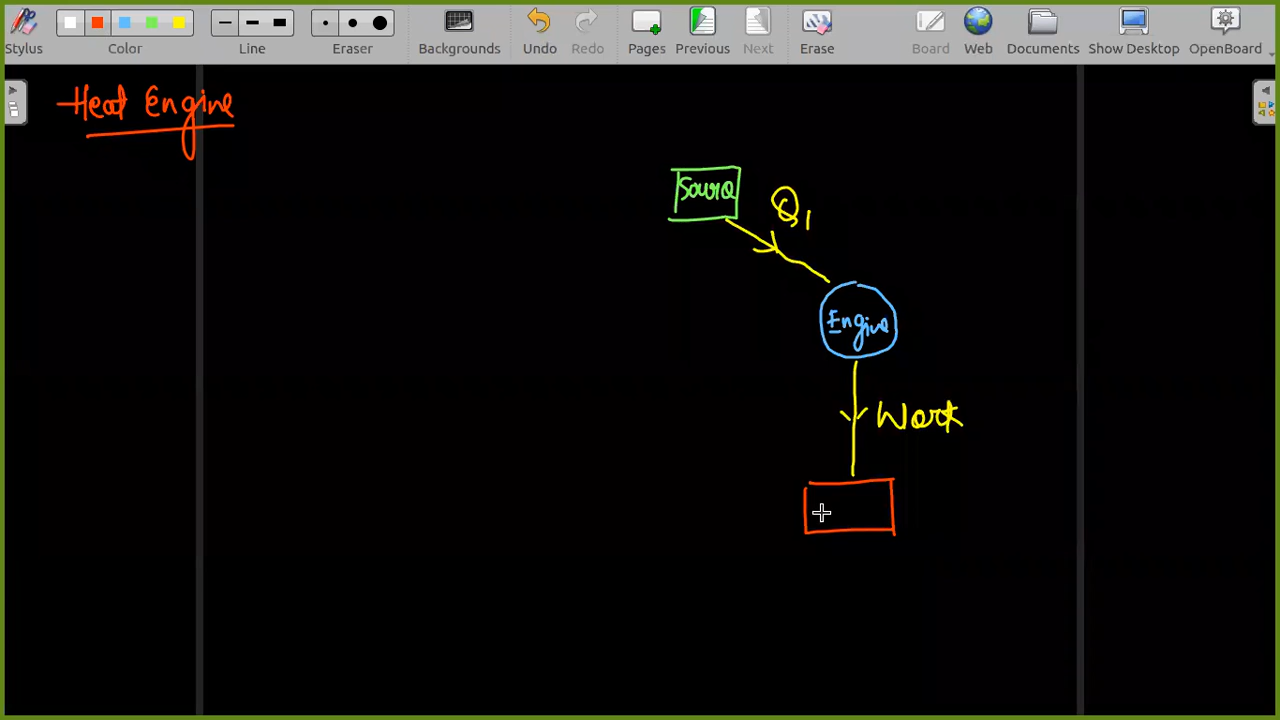 Stylus Color Line Eraser Backgrounds Undo Redo Pages Previous Next Erase Board Web Documents Show Desktop OpenBoard
Heat Engine
Source
Q1
Engine
Work